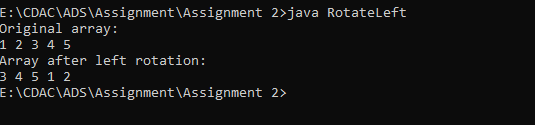 E:\CDAC\ADS\Assignment\Assignment 2>java RotateLeft
Original array:
1 2 3 4 5
Array after left rotation:
3 4 5 1 2
E:\CDAC\ADS\Assignment\Assignment 2>